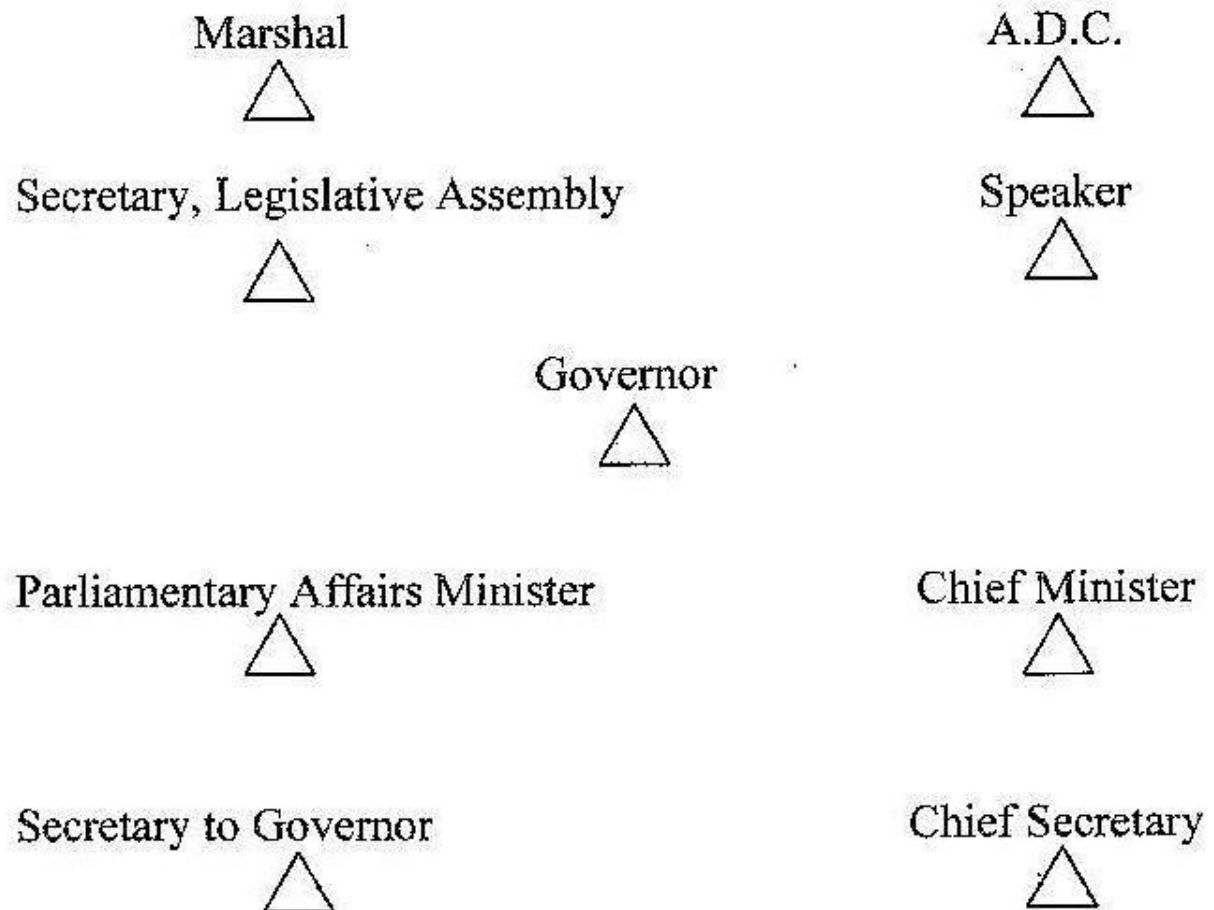 Marshal
A.D.C.
Secretary, Legislative Assembly
Speaker
Governor
Parliamentary Affairs Minister
Chief Minister
Secretary to Governor
Chief Secretary